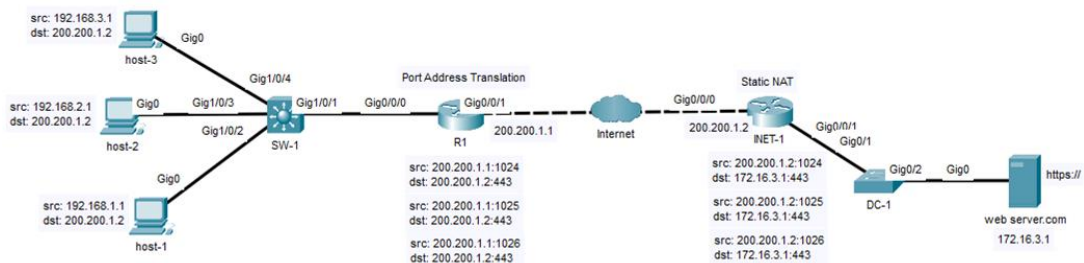 src: 192.168.3.1
dst: 200.200.1.2
Gig0
host-3
Gig1/0/4
src: 192.168.2.1
dst: 200.200.1.2
Gig0
Gig1/0/3
host-2
Gig1/0/2
SW-1
Gig1/0/1
Gig0
src: 192.168.1.1
dst: 200.200.1.2
host-1
Port Address Translation
Gig0/0/0
Gig0/0/1
200.200.1.1
R1
src: 200.200.1.1:1024
dst: 200.200.1.2:443
src: 200.200.1.1:1025
dst: 200.200.1.2:443
src: 200.200.1.1:1026
dst: 200.200.1.2:443
Internet
Static NAT
Gig0/0/0
200.200.1.2
INET-1
Gig0/0/1
Gig0/1
src: 200.200.1.2:1024
dst: 172.16.3.1:443
src: 200.200.1.2:1025
dst: 172.16.3.1:443
src: 200.200.1.2:1026
dst: 172.16.3.1:443
Gig0/2
DC-1
Gig0
https://
web server.com
172.16.3.1